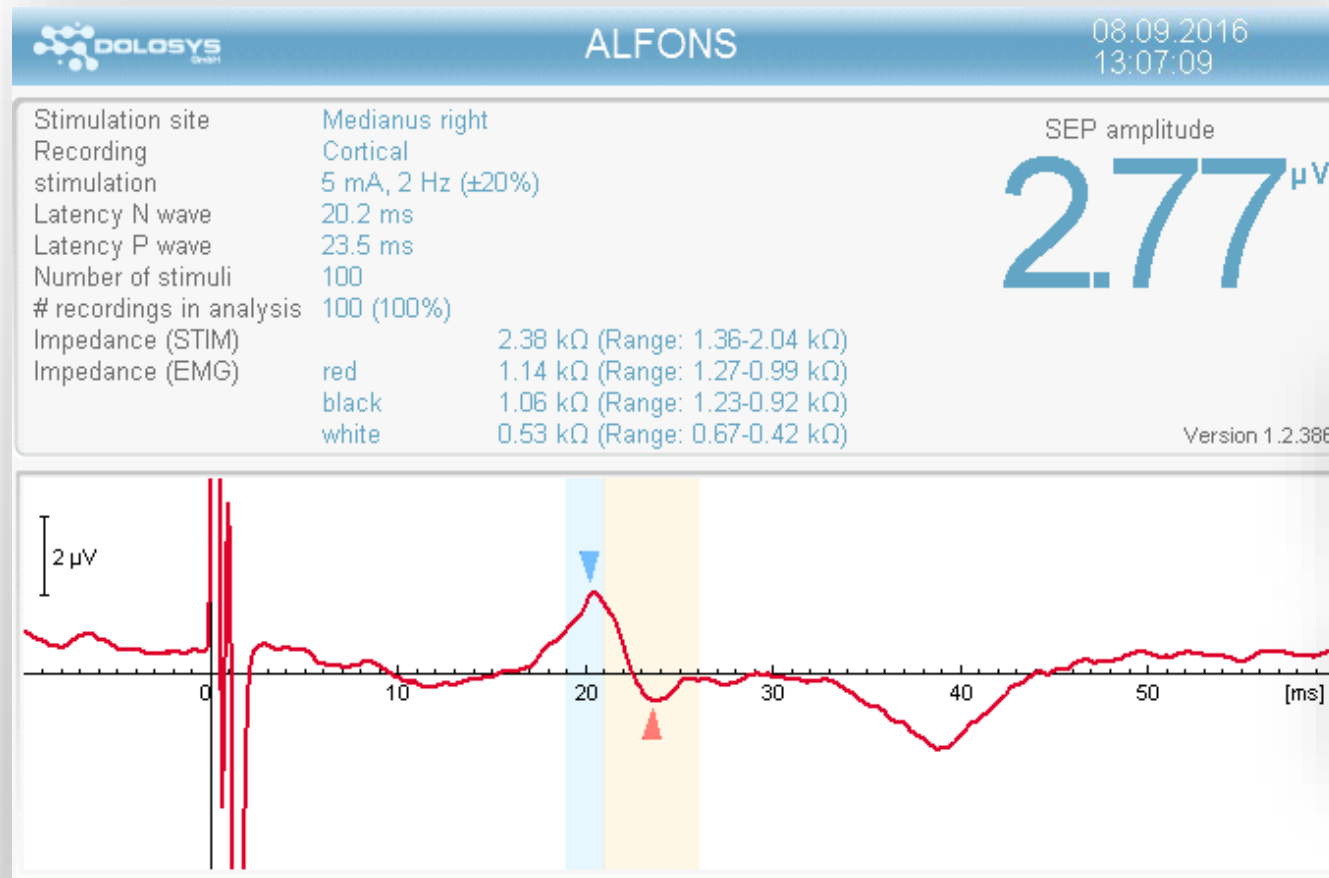 DOLOSYS GmbH
ALFONS
08.09.2016
13:07:09
Stimulation site Medianus right
Recording Cortical
stimulation 5 mA, 2 Hz (±20%)
Latency N wave 20.2 ms
Latency P wave 23.5 ms
Number of stimuli 100
# recordings in analysis 100 (100%)
Impedance (STIM) 2.38 kΩ (Range: 1.36-2.04 kΩ)
Impedance (EMG) red 1.14 kΩ (Range: 1.27-0.99 kΩ)
black 1.06 kΩ (Range: 1.23-0.92 kΩ)
white 0.53 kΩ (Range: 0.67-0.42 kΩ)
SEP amplitude
2.77 µV
Version 1.2.386
2 µV
0 10 20 30 40 50 [ms]